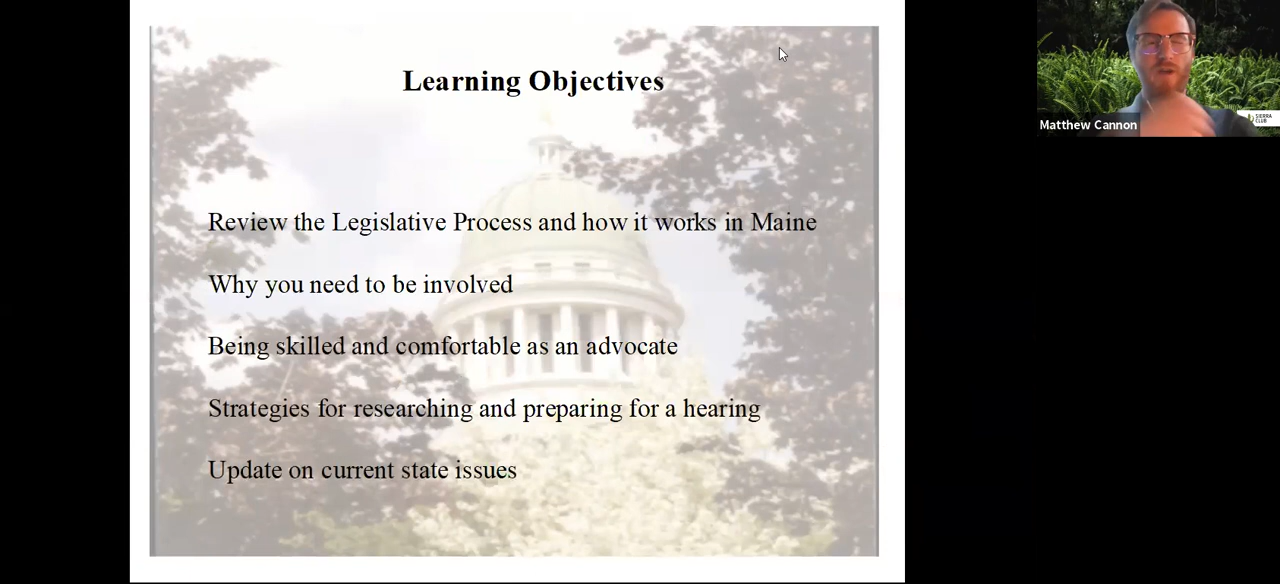 Learning Objectives
Review the Legislative Process and how it works in Maine
Why you need to be involved
Being skilled and comfortable as an advocate
Strategies for researching and preparing for a hearing
Update on current state issues
Matthew Cannon
SIERRA
CLUB